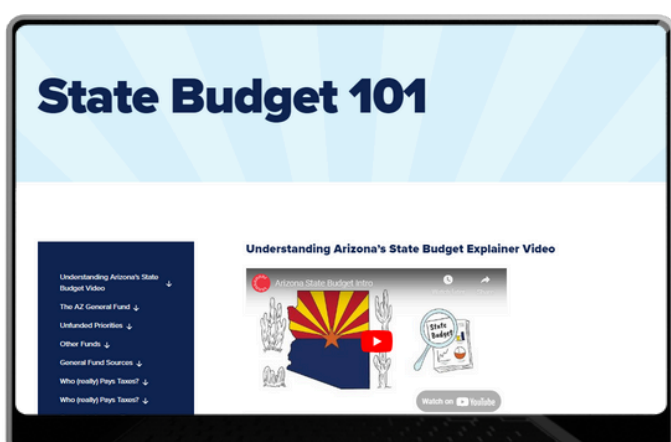 State Budget 101
Understanding Arizona's State
Budget Video ↓
The AZ General Fund ↓
Unfunded Priorities ↓
Other Funds ↓
General Fund Sources ↓
Who (really) Pays Taxes? ↓
Who (really) Pays Taxes? ↓
Understanding Arizona's State Budget Explainer Video
Arizona State Budget Intro
State
Budget
Watch on YouTube